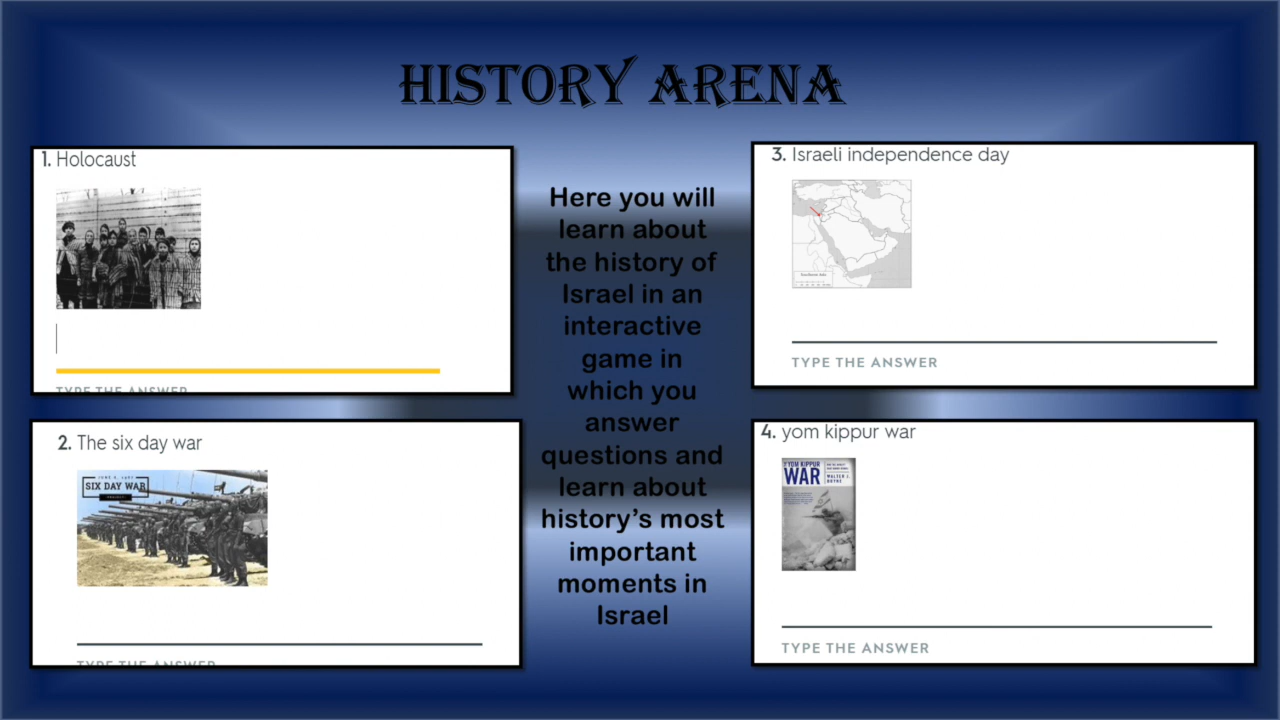 HISTORY ARENA
1. Holocaust
TYPE THE ANSWER
2. The six day war
SIX DAY WAR
TYPE THE ANSWER
Here you will
learn about
the history of
Israel in an
interactive
game in
which you
answer
questions and
learn about
history’s most
important
moments in
Israel
3. Israeli independence day
TYPE THE ANSWER
4. yom kippur war
YOM KIPPUR
WAR
WALTER J.
BOYNE
TYPE THE ANSWER